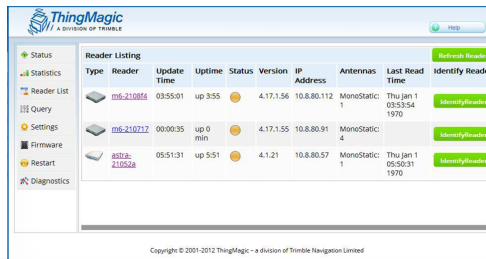 ThingMagic
A DIVISION OF TRIMBLE
Help
Status
Statistics
Reader List
Query
Settings
Firmware
Restart
Diagnostics
Reader Listing
Refresh Reader
Type Reader Update Time Uptime Status Version IP Address Antennas Last Read Time Identify Reade
m6-2108f4 03:55:01 up 3:55 4.17.1.56 10.8.80.112 MonoStatic: 1 Thu Jan 1 03:53:54 1970 IdentifyReader
m6-210717 00:00:35 up 0 min 4.17.1.55 10.8.80.91 MonoStatic: 4 IdentifyReader
astra-21052a 05:51:31 up 5:51 4.1.21 10.8.80.57 MonoStatic: 1 Thu Jan 1 05:50:31 1970 IdentifyReader
Copyright © 2001-2012 ThingMagic – a division of Trimble Navigation Limited